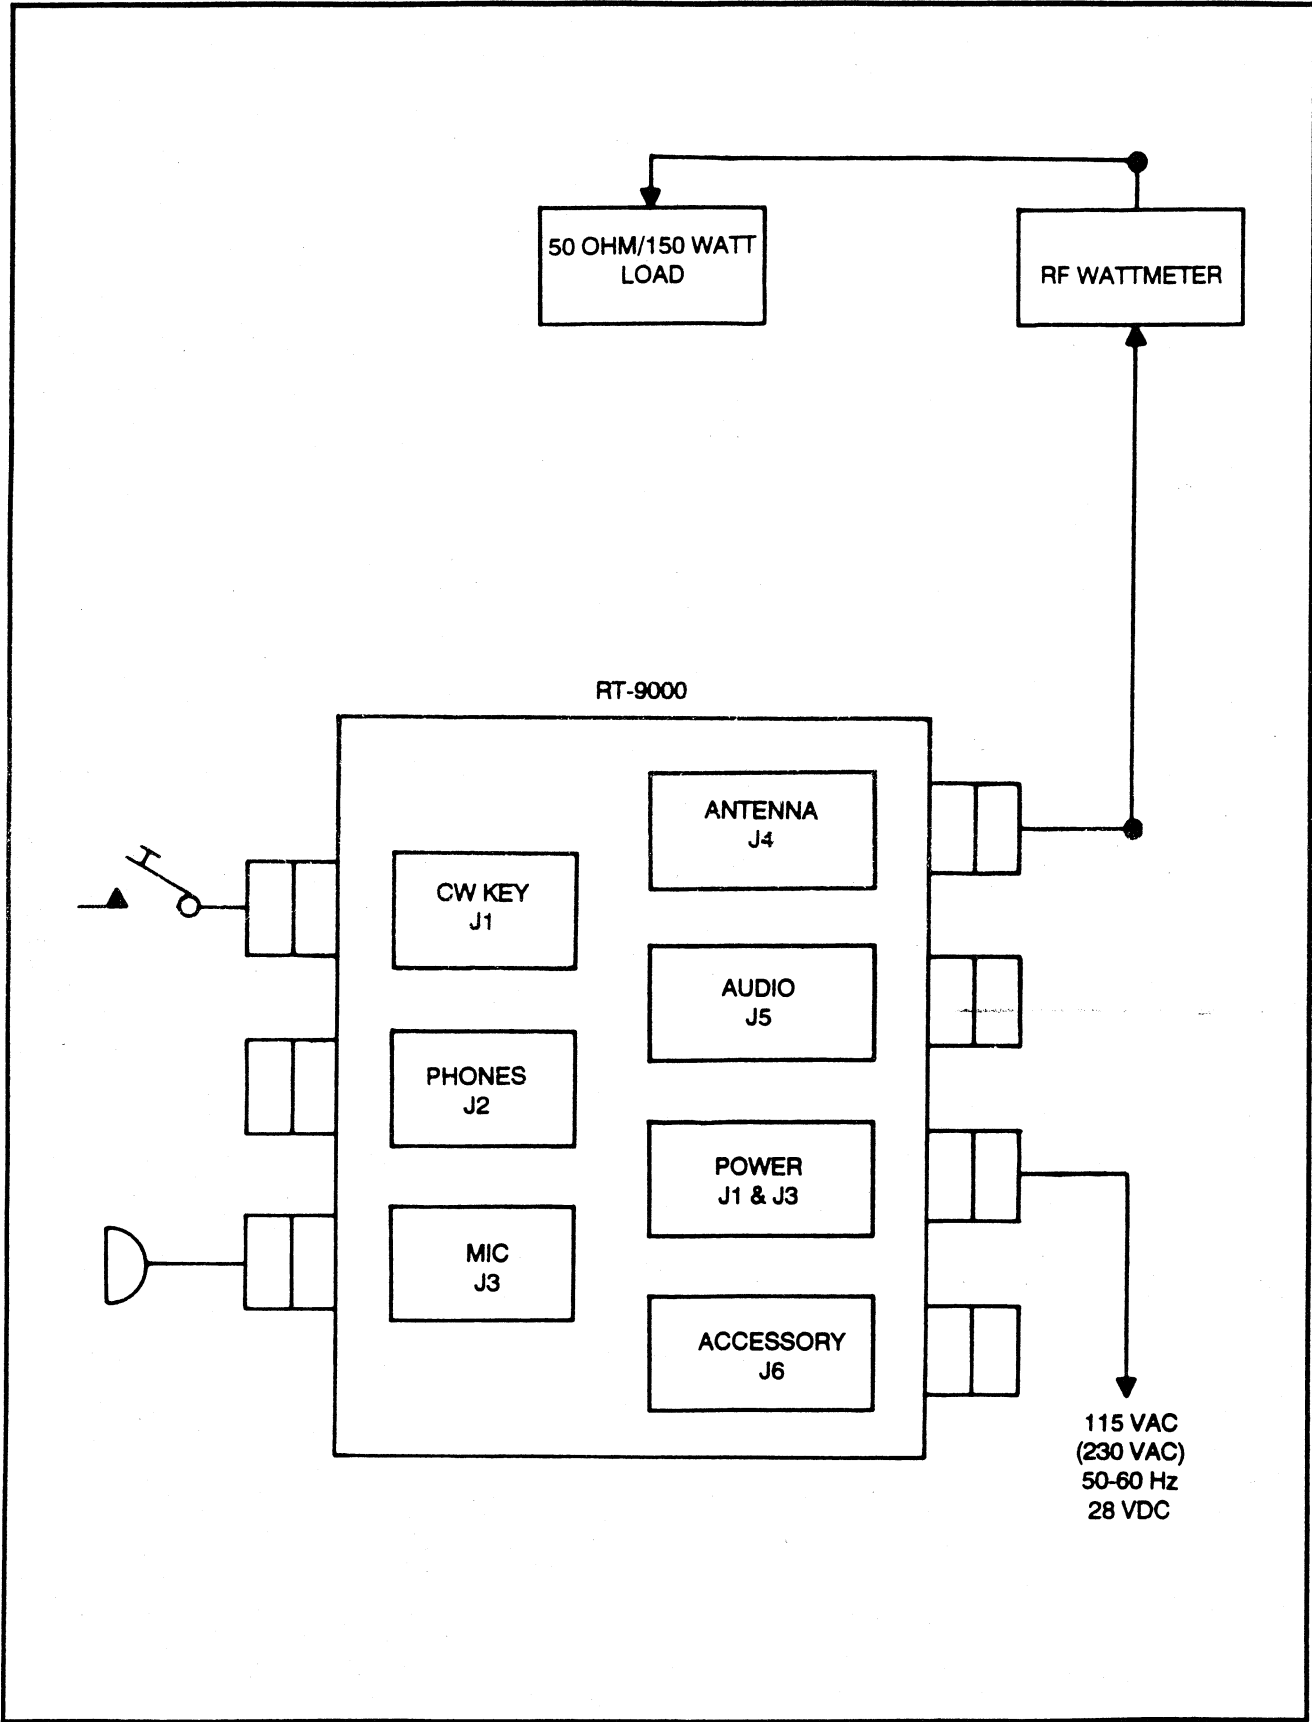 50 OHM/150 WATT
LOAD
RF WATTMETER
RT-9000
ANTENNA
J4
CW KEY
J1
AUDIO
J5
PHONES
J2
POWER
J1 & J3
MIC
J3
ACCESSORY
J6
115 VAC
(230 VAC)
50-60 Hz
28 VDC